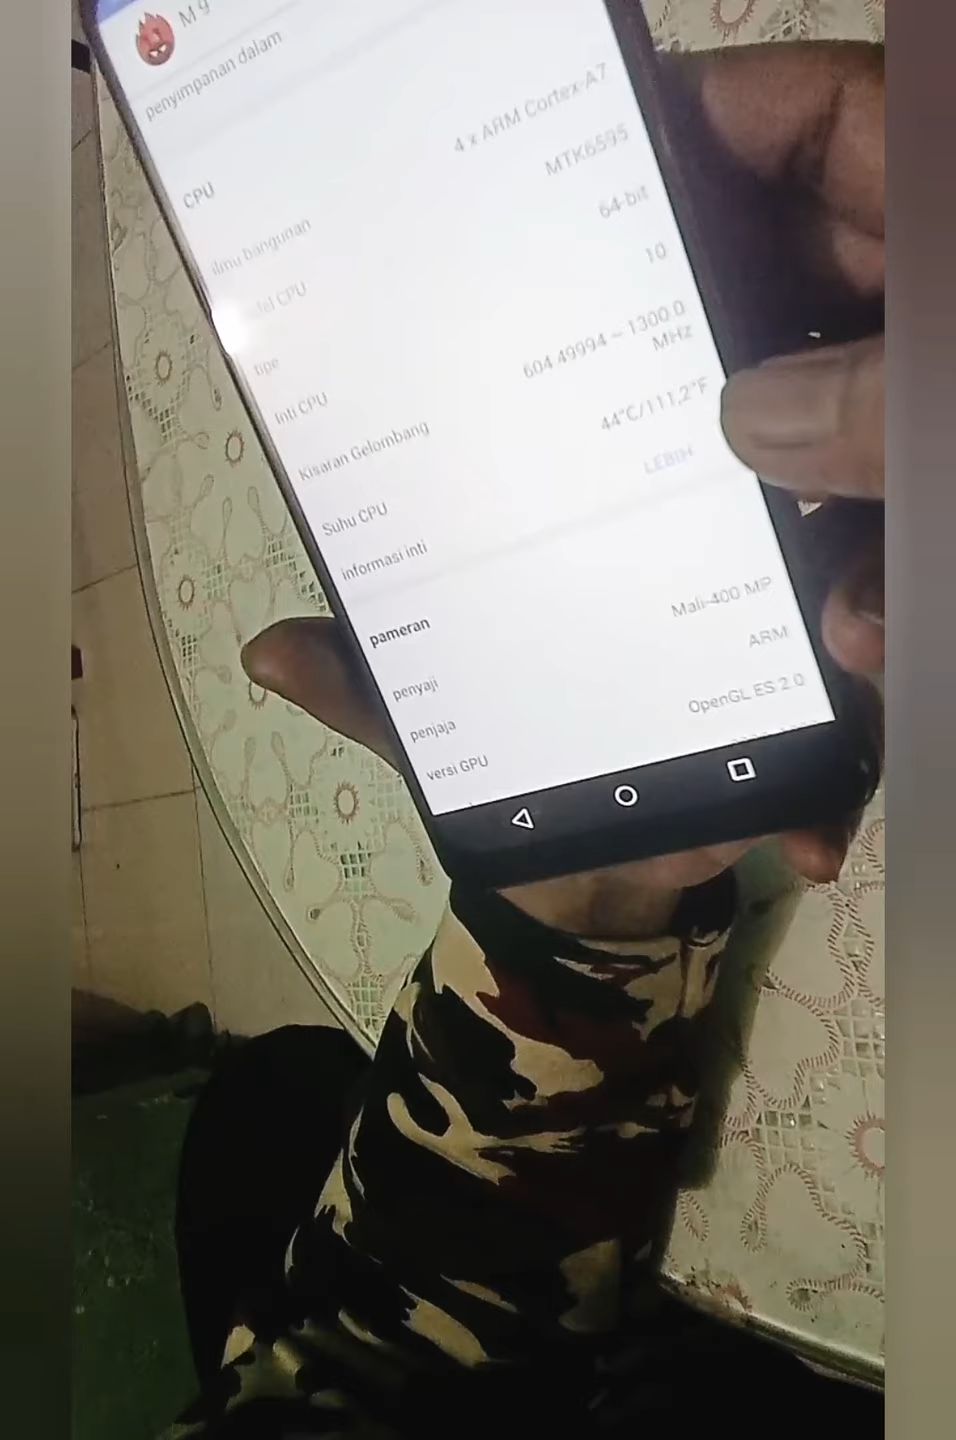 M 9
penyimpanan dalam
CPU
ilmu bangunan 4 x ARM Cortex-A7
CPU MTK6595
tipe 64-bit
Inti CPU 10
Kisaran Gelombang 604.49994 ~ 1300.0
MHz
Suhu CPU 44°C/111,2°F
informasi inti LEBIH
pameran
penyaji Mali-400 MP
penjaja ARM
versi GPU OpenGL ES 2.0